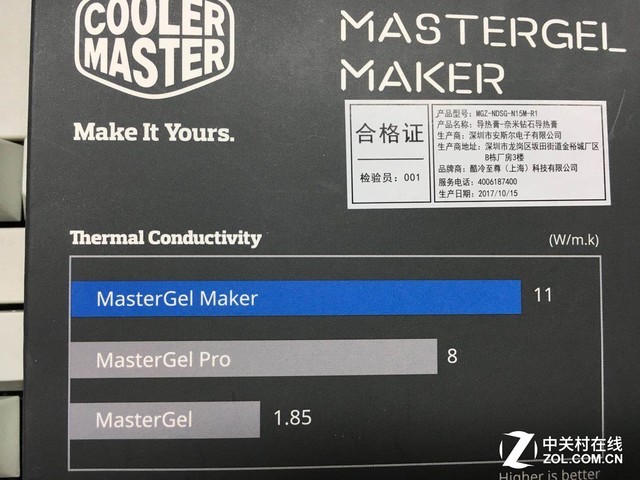 COOLER
MASTER
Make It Yours.
MASTERGEL
MAKER
合格证
检验员：001
产品型号：MGZ-NDSG-N15M-R1
产品名称：导热膏-奈米钻石导热膏
生产商：深圳市安斯尔电子有限公司
生产商地址：深圳市龙岗区坂田街道金裕城厂区
B栋厂房3楼
品牌商：酷冷至尊（上海）科技有限公司
服务电话：4006187400
生产日期：2017/10/15
Thermal Conductivity
(W/m.k)
MasterGel Maker 11
MasterGel Pro 8
MasterGel 1.85
Higher is better
Z 中关村在线
ZOL.COM.CN